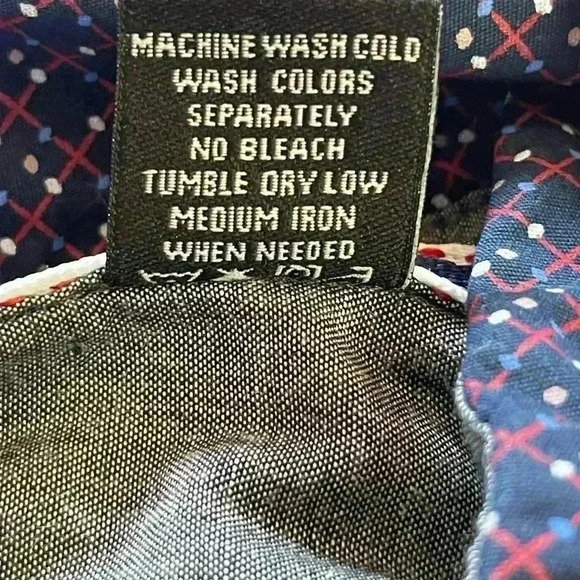 MACHINE WASH COLD
WASH COLORS
SEPARATELY
NO BLEACH
TUMBLE DRY LOW
MEDIUM IRON
WHEN NEEDED